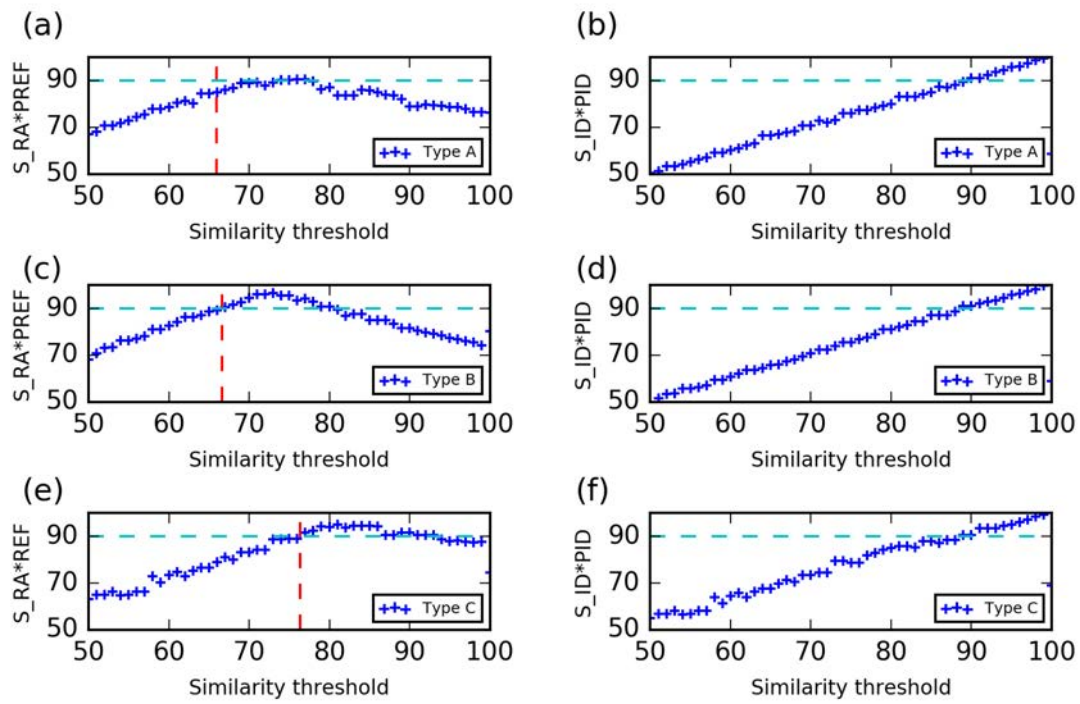 (a)
S_RA*PREF
90
70
50
50 60 70 80 90 100
Similarity threshold
Type A
(b)
S_ID*PID
90
70
50
50 60 70 80 90 100
Similarity threshold
Type A
(c)
S_RA*PREF
90
70
50
50 60 70 80 90 100
Similarity threshold
Type B
(d)
S_ID*PID
90
70
50
50 60 70 80 90 100
Similarity threshold
Type B
(e)
S_RA*REF
90
70
50
50 60 70 80 90 100
Similarity threshold
Type C
(f)
S_ID*PID
90
70
50
50 60 70 80 90 100
Similarity threshold
Type C